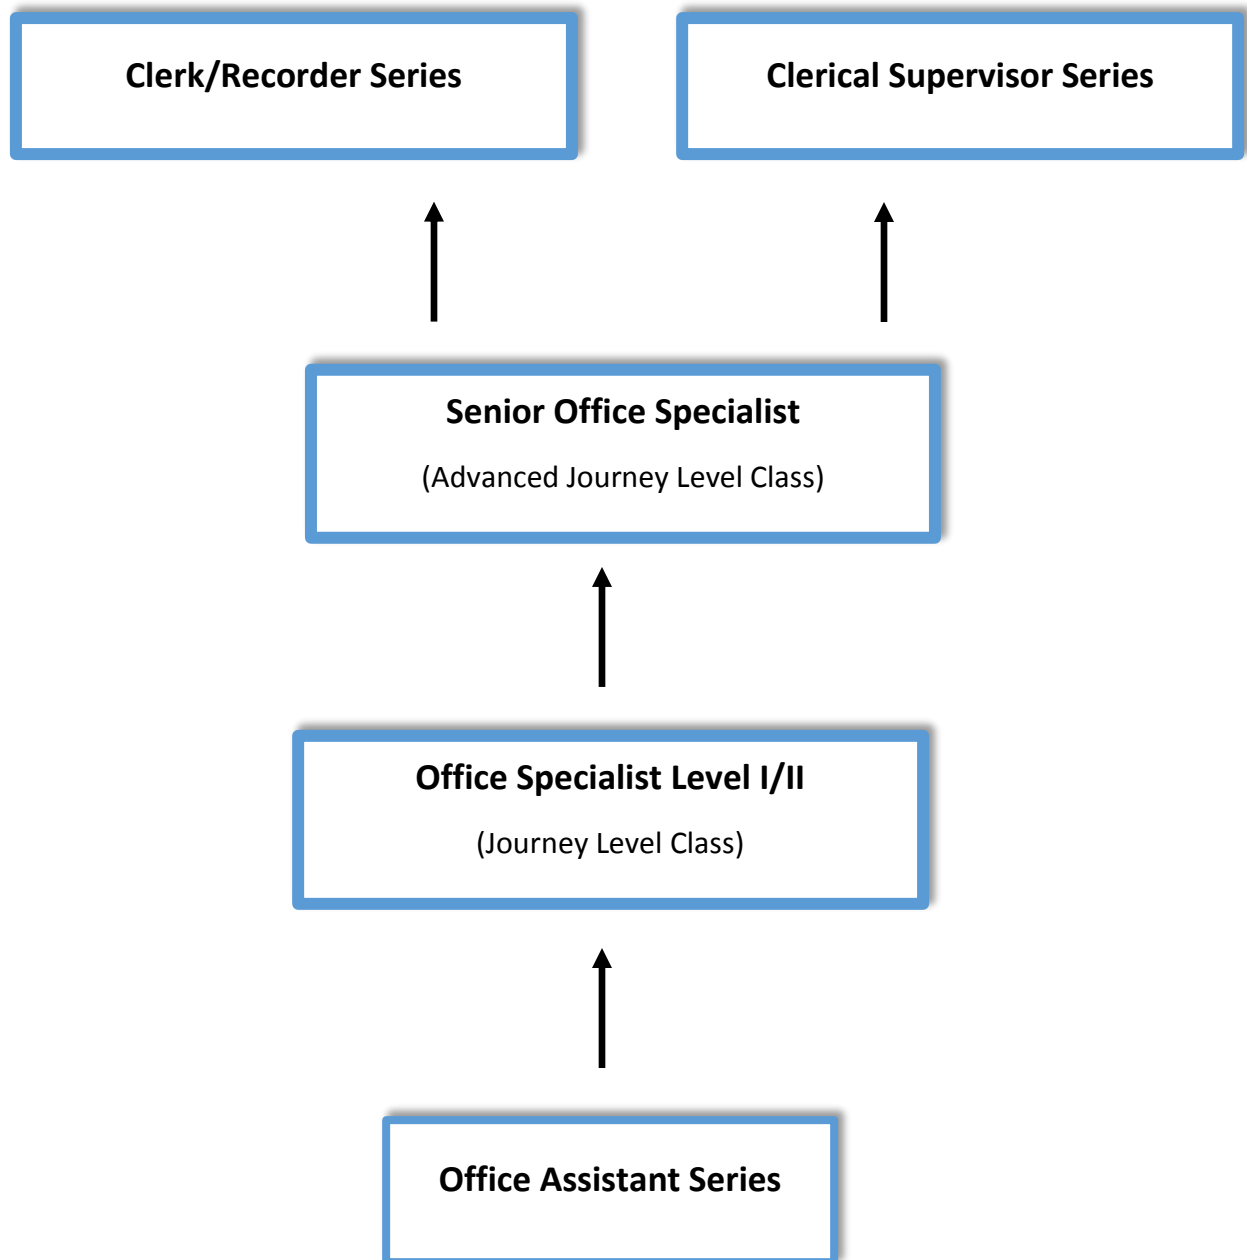 Clerk/Recorder Series
Clerical Supervisor Series
Senior Office Specialist
(Advanced Journey Level Class)
Office Specialist Level I/II
(Journey Level Class)
Office Assistant Series